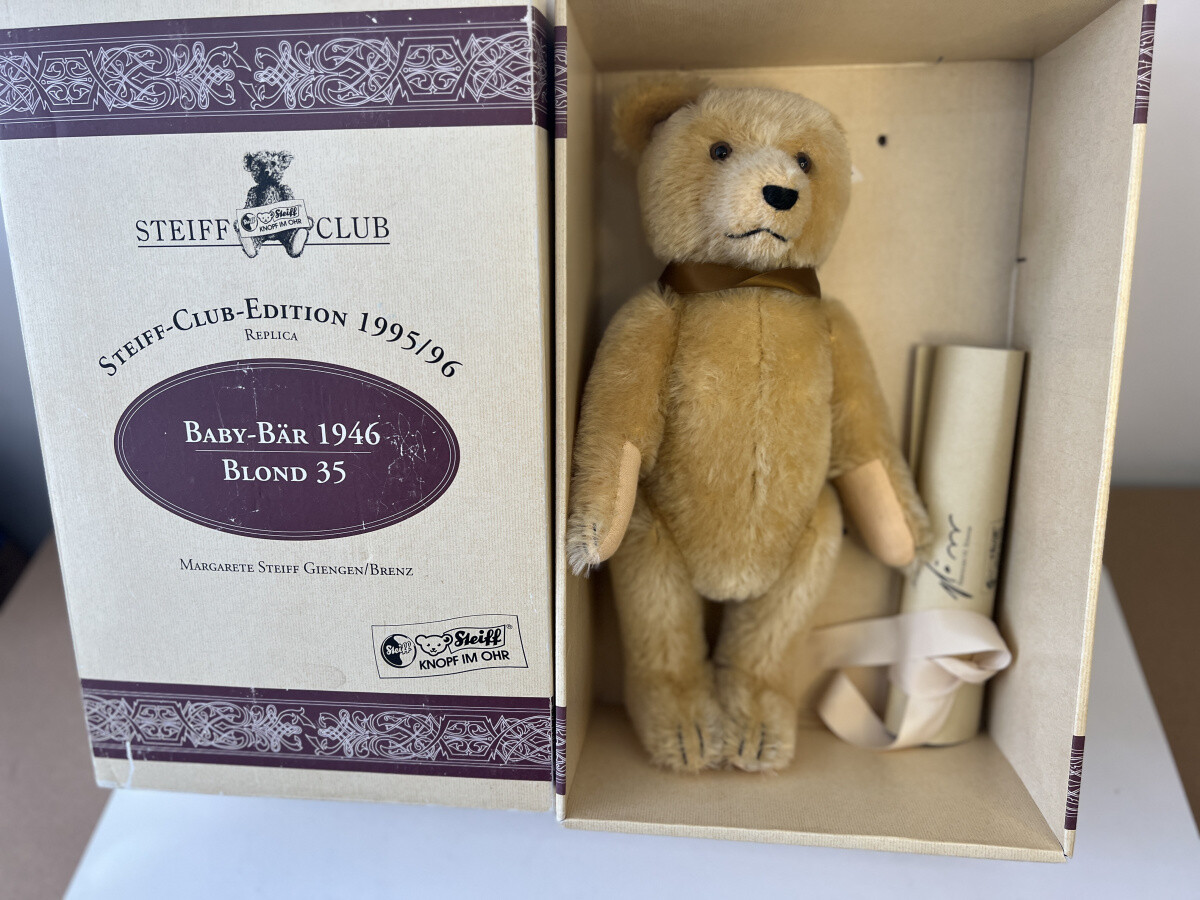 STEIFF CLUB
Steiff
KNOPF IM OHR
STEIFF-CLUB-EDITION 1995/96
REPLICA
BABY-BÄR 1946
BLOND 35
MARGARETE STEIFF GIENGEN/BRENZ
Steiff Steiff®
KNOPF IM OHR